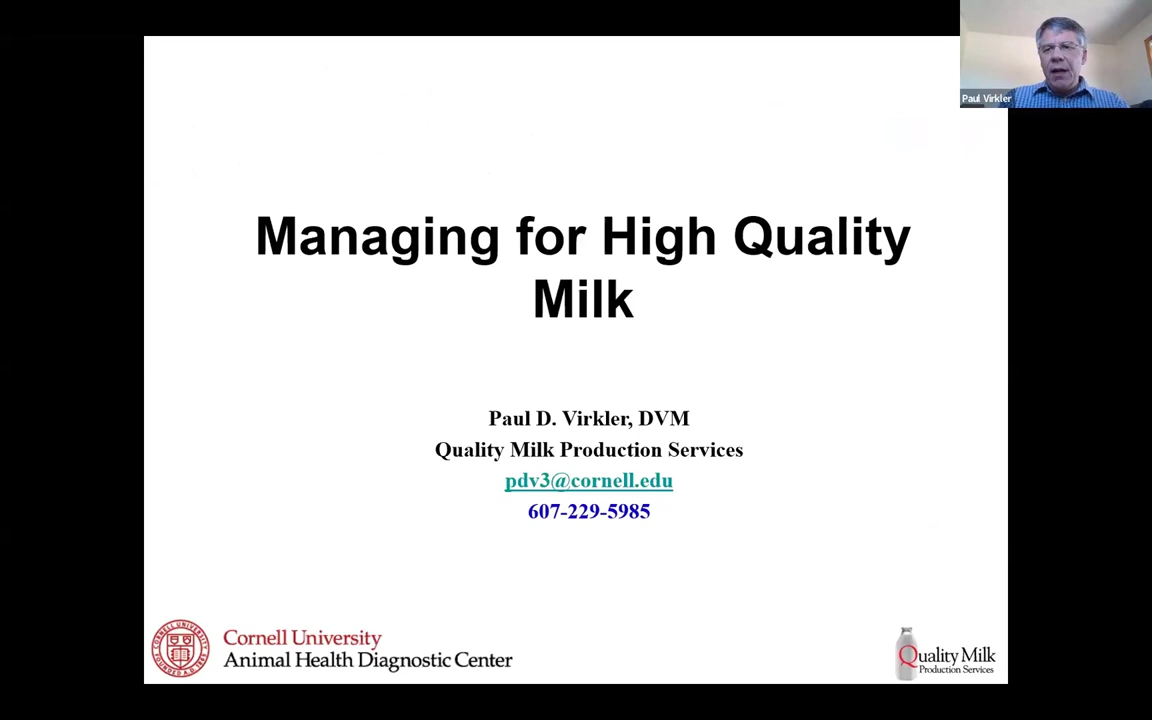 Paul Virkler
Managing for High Quality
Milk
Paul D. Virkler, DVM
Quality Milk Production Services
pdv3@cornell.edu
607-229-5985
Cornell University
Animal Health Diagnostic Center
Quality Milk
Production Services